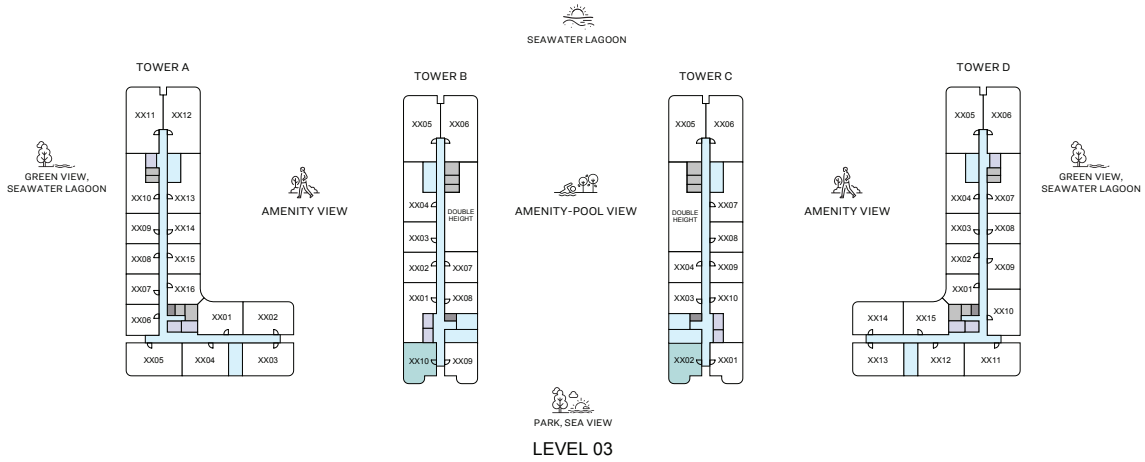 SEAWATER LAGOON
TOWER A
TOWER B
TOWER C
TOWER D
XX11 XX12
XX10 XX13
XX09 XX14
XX08 XX15
XX07 XX16
XX06 XX01 XX02
XX05 XX04 XX03
XX05 XX06
XX04 DOUBLE
HEIGHT
XX03
XX02 XX07
XX01 XX08
XX10 XX09
XX05 XX06
DOUBLE
HEIGHT XX07
XX08
XX04 XX09
XX03 XX10
XX02 XX01
XX05 XX06
XX04 XX07
XX03 XX08
XX02 XX09
XX01
XX10
XX14 XX15
XX13 XX12 XX11
GREEN VIEW,
SEAWATER LAGOON
AMENITY VIEW
AMENITY-POOL VIEW
AMENITY VIEW
GREEN VIEW,
SEAWATER LAGOON
PARK, SEA VIEW
LEVEL 03